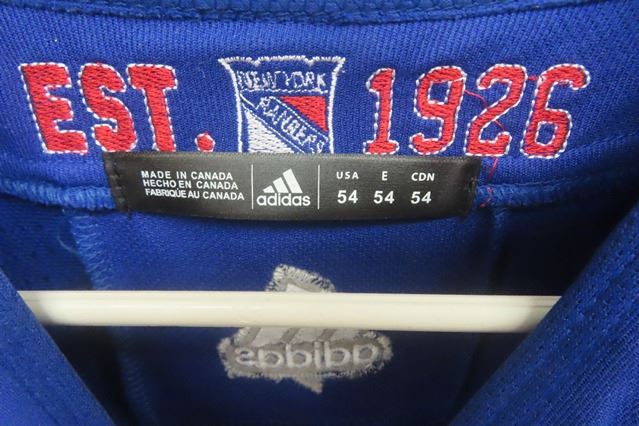 EST. NEW YORK RANGERS 1926
MADE IN CANADA
HECHO EN CANADA
FABRIQUÉ AU CANADA
adidas
USA E CDN
54 54 54
adidas